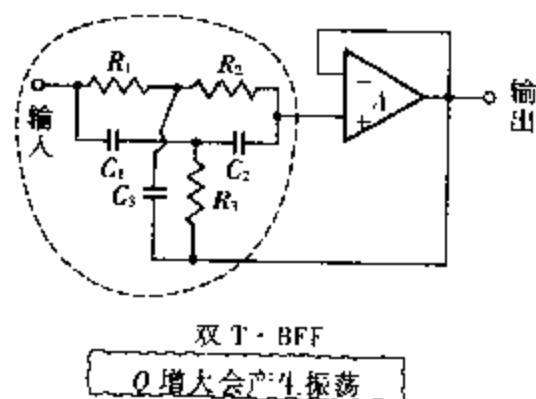 R₁
R₂
输入
C₁
C₂
C₃
R₃
−
+
A
输出
双 T · BEF
Q 增大会产生振荡